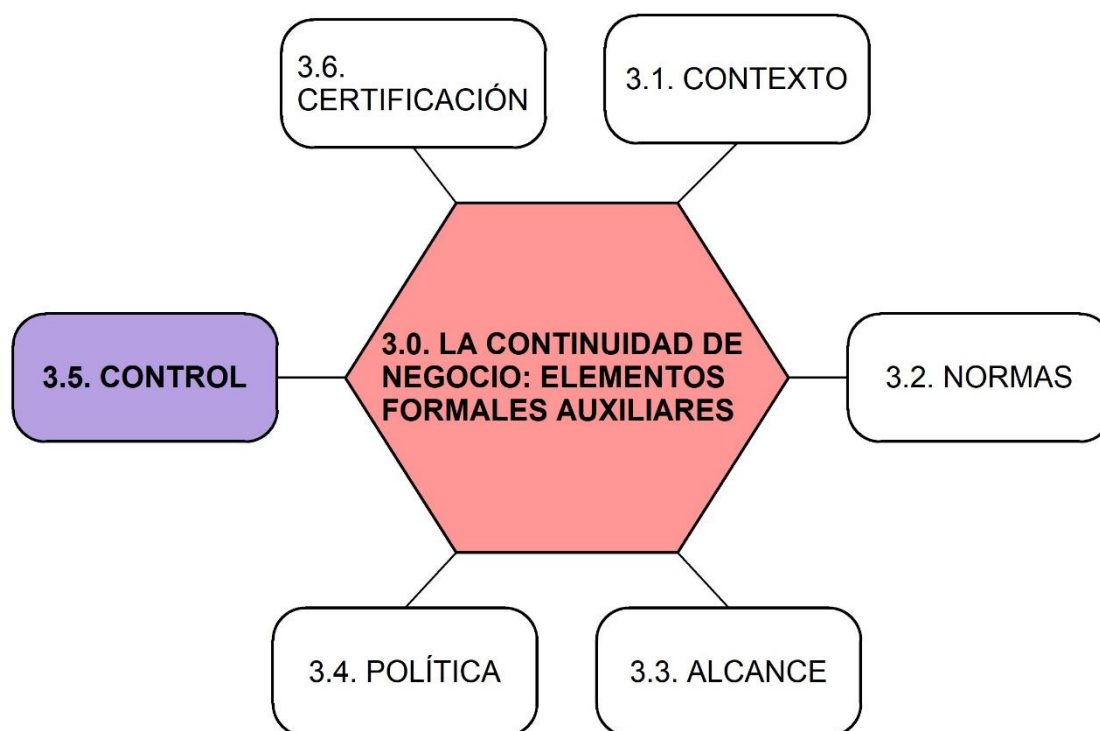 3.6.
CERTIFICACIÓN
3.1. CONTEXTO
3.5. CONTROL
3.0. LA CONTINUIDAD DE
NEGOCIO: ELEMENTOS
FORMALES AUXILIARES
3.2. NORMAS
3.4. POLÍTICA
3.3. ALCANCE